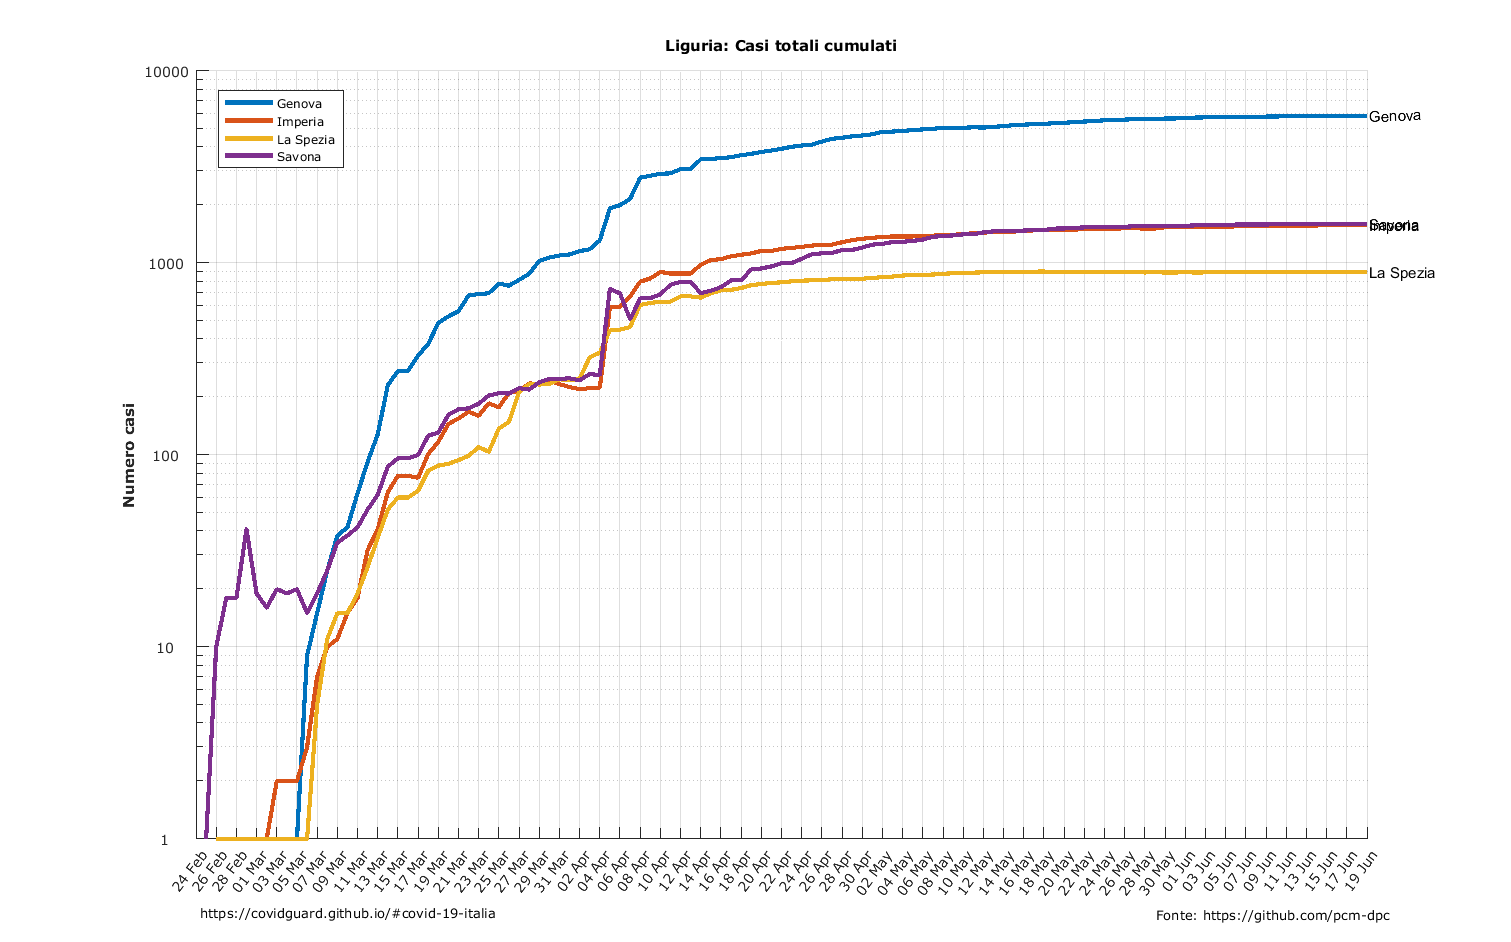 Liguria: Casi totali cumulati
10000
1000
100
10
1
Numero casi
Genova
Imperia
La Spezia
Savona
Genova
Savona
Imperia
La Spezia
24 Feb
26 Feb
28 Feb
01 Mar
03 Mar
05 Mar
07 Mar
09 Mar
11 Mar
13 Mar
15 Mar
17 Mar
19 Mar
21 Mar
23 Mar
25 Mar
27 Mar
29 Mar
31 Mar
02 Apr
04 Apr
06 Apr
08 Apr
10 Apr
12 Apr
14 Apr
16 Apr
18 Apr
20 Apr
22 Apr
24 Apr
26 Apr
28 Apr
30 Apr
02 May
04 May
06 May
08 May
10 May
12 May
14 May
16 May
18 May
20 May
22 May
24 May
26 May
28 May
30 May
01 Jun
03 Jun
05 Jun
07 Jun
09 Jun
11 Jun
13 Jun
15 Jun
17 Jun
19 Jun
https://covidguard.github.io/#covid-19-italia
Fonte: https://github.com/pcm-dpc